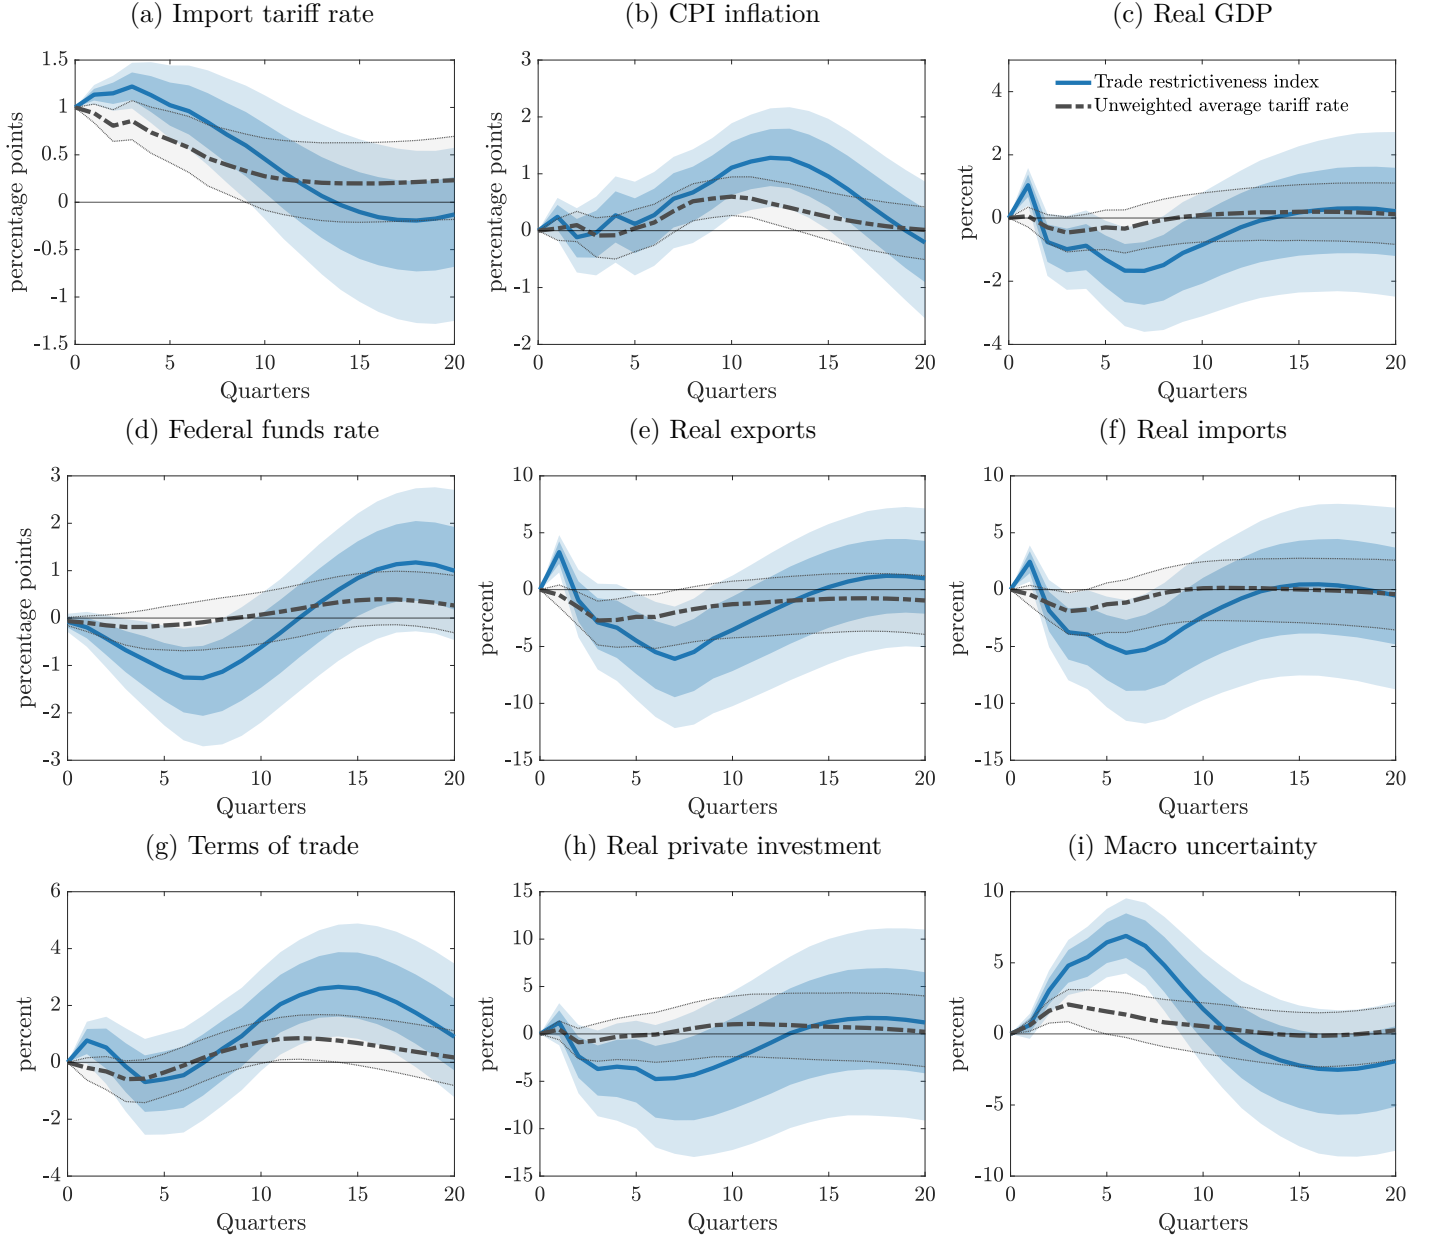 (a) Import tariff rate
(b) CPI inflation
(c) Real GDP
percentage points
1.5
1
0.5
0
-0.5
-1
-1.5
0 5 10 15 20
Quarters
percentage points
3
2
1
0
-1
-2
0 5 10 15 20
Quarters
percent
4
2
0
-2
-4
Trade restrictiveness index
Unweighted average tariff rate
0 5 10 15 20
Quarters
(d) Federal funds rate
(e) Real exports
(f) Real imports
percentage points
3
2
1
0
-1
-2
-3
0 5 10 15 20
Quarters
percent
10
5
0
-5
-10
-15
0 5 10 15 20
Quarters
percent
10
5
0
-5
-10
-15
0 5 10 15 20
Quarters
(g) Terms of trade
(h) Real private investment
(i) Macro uncertainty
percent
6
4
2
0
-2
-4
0 5 10 15 20
Quarters
percent
15
10
5
0
-5
-10
-15
0 5 10 15 20
Quarters
percent
10
5
0
-5
-10
0 5 10 15 20
Quarters